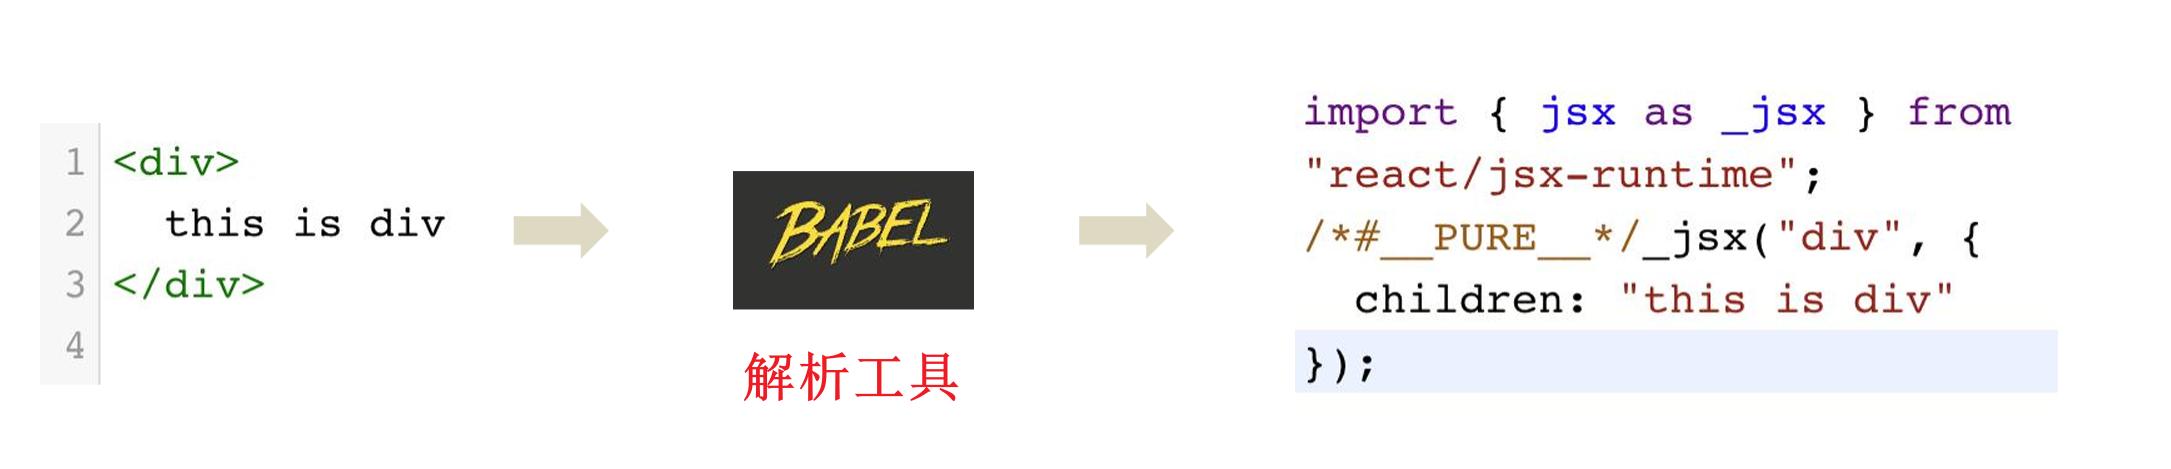 1 <div>
2   this is div
3 </div>
4
BABEL
解析工具
import { jsx as _jsx } from
"react/jsx-runtime";
/*#__PURE__*/_jsx("div", {
  children: "this is div"
});